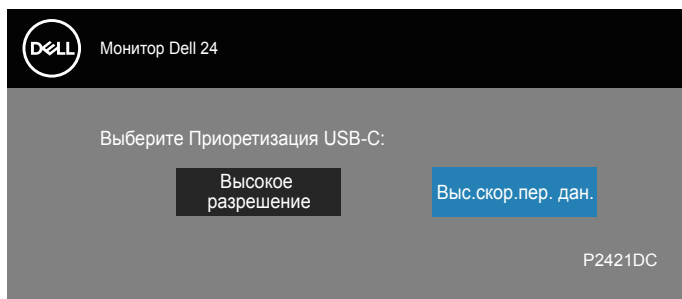 DELL
Монитор Dell 24
Выберите Приоретизация USB-C:
Высокое
разрешение
Выс.скор.пер. дан.
P2421DC